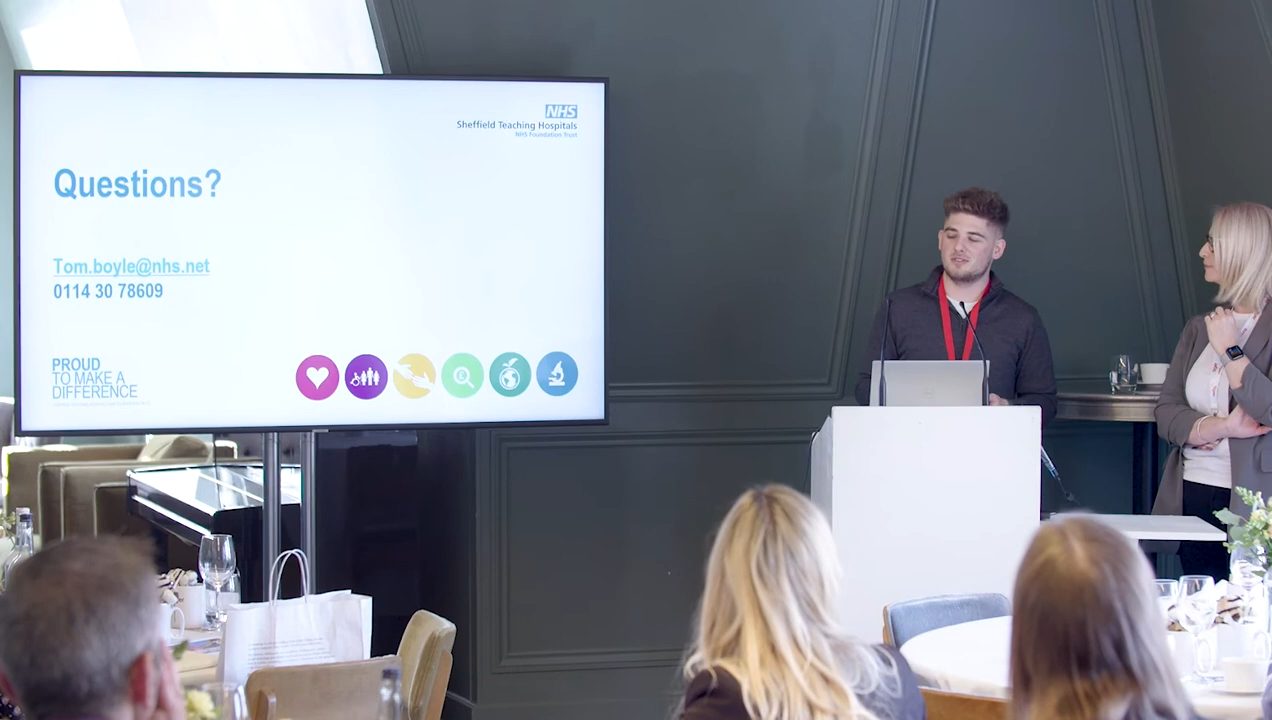 NHS
Sheffield Teaching Hospitals
NHS Foundation Trust
Questions?
Tom.boyle@nhs.net
0114 30 78609
PROUD
TO MAKE A
DIFFERENCE